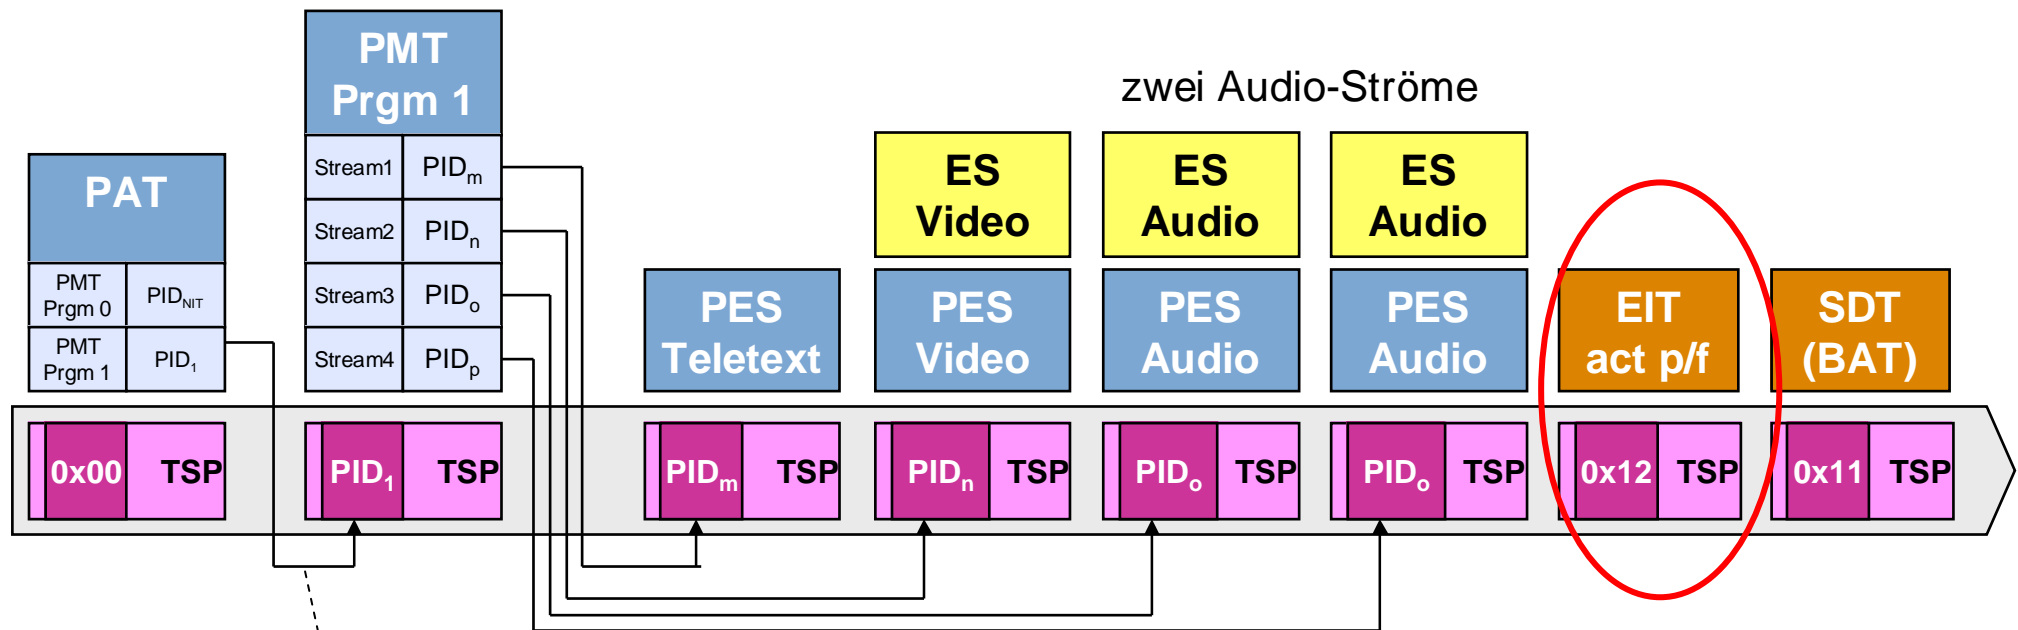 PMT
Prgm 1
zwei Audio-Ströme
Stream1 PIDm
Stream2 PIDn
Stream3 PIDo
Stream4 PIDp
PAT
PMT
Prgm 0 PIDNIT
PMT
Prgm 1 PID1
ES
Video
ES
Audio
ES
Audio
PES
Teletext
PES
Video
PES
Audio
PES
Audio
EIT
act p/f
SDT
(BAT)
0x00 TSP
PID1 TSP
PIDm TSP
PIDn TSP
PIDo TSP
PIDo TSP
0x12 TSP
0x11 TSP